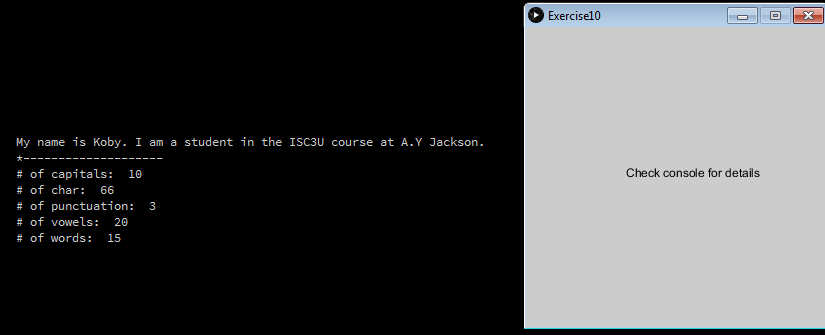 Exercise10
My name is Koby. I am a student in the ISC3U course at A.Y Jackson.
*--------------------
# of capitals:  10
# of char:  66
# of punctuation:  3
# of vowels:  20
# of words:  15
Check console for details